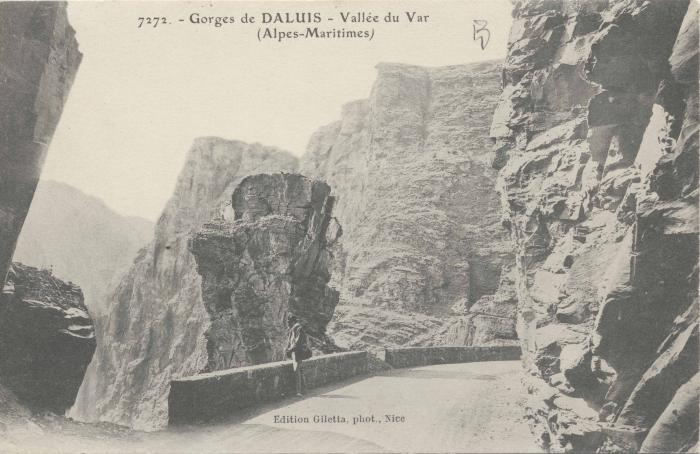 7272. - Gorges de DALUIS - Vallée du Var
(Alpes-Maritimes)
Edition Giletta, phot., Nice